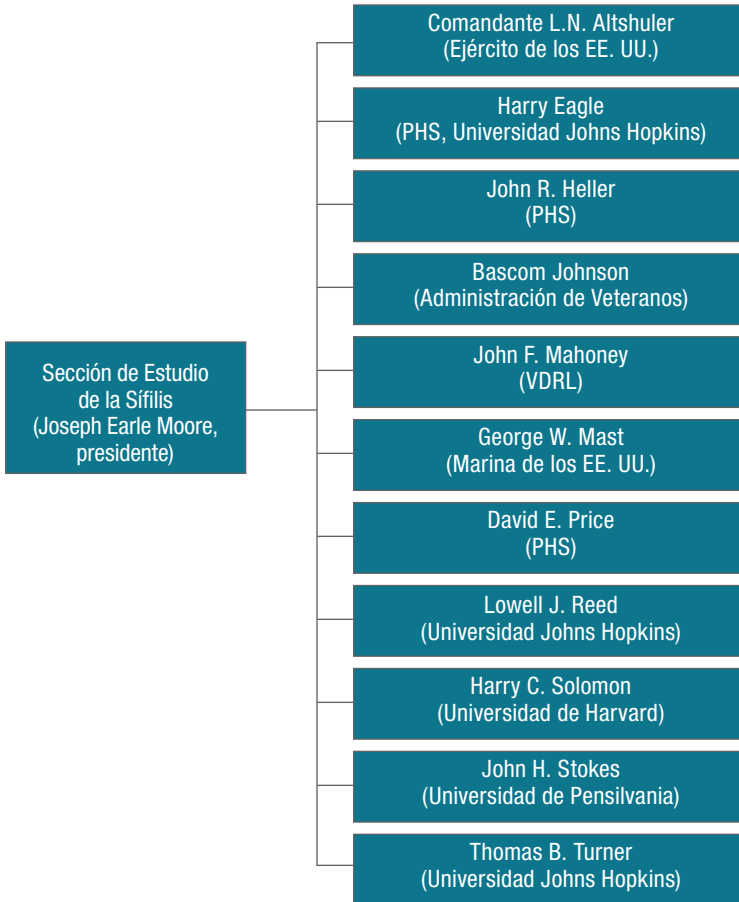 Comandante L.N. Altshuler
(Ejército de los EE. UU.)
Harry Eagle
(PHS, Universidad Johns Hopkins)
John R. Heller
(PHS)
Bascom Johnson
(Administración de Veteranos)
Sección de Estudio
de la Sífilis
(Joseph Earle Moore,
presidente)
John F. Mahoney
(VDRL)
George W. Mast
(Marina de los EE. UU.)
David E. Price
(PHS)
Lowell J. Reed
(Universidad Johns Hopkins)
Harry C. Solomon
(Universidad de Harvard)
John H. Stokes
(Universidad de Pensilvania)
Thomas B. Turner
(Universidad Johns Hopkins)